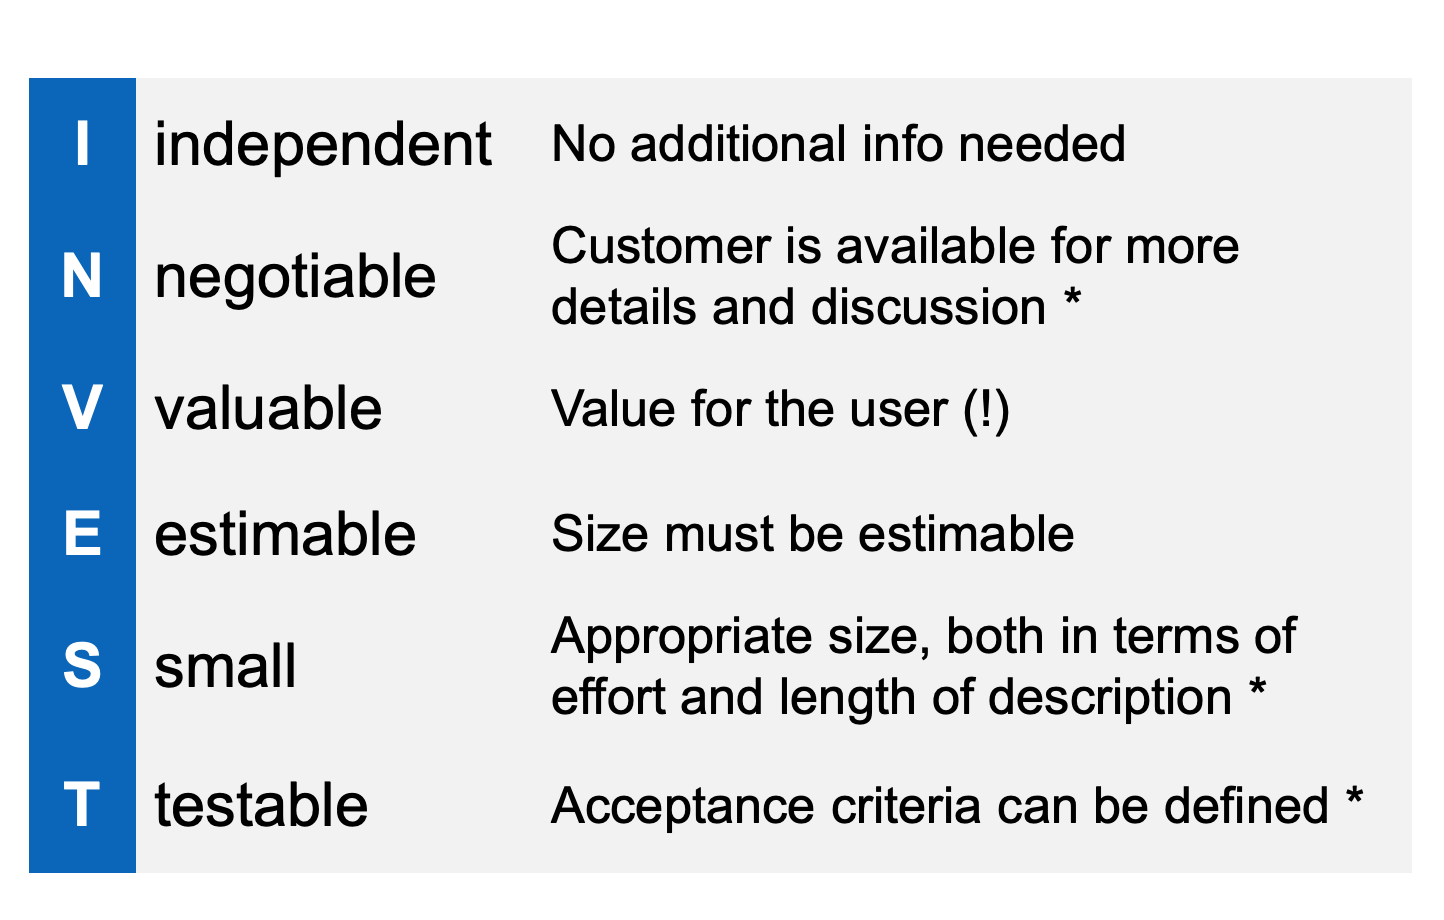 I independent No additional info needed
N negotiable Customer is available for more
details and discussion *
V valuable Value for the user (!)
E estimable Size must be estimable
S small Appropriate size, both in terms of
effort and length of description *
T testable Acceptance criteria can be defined *